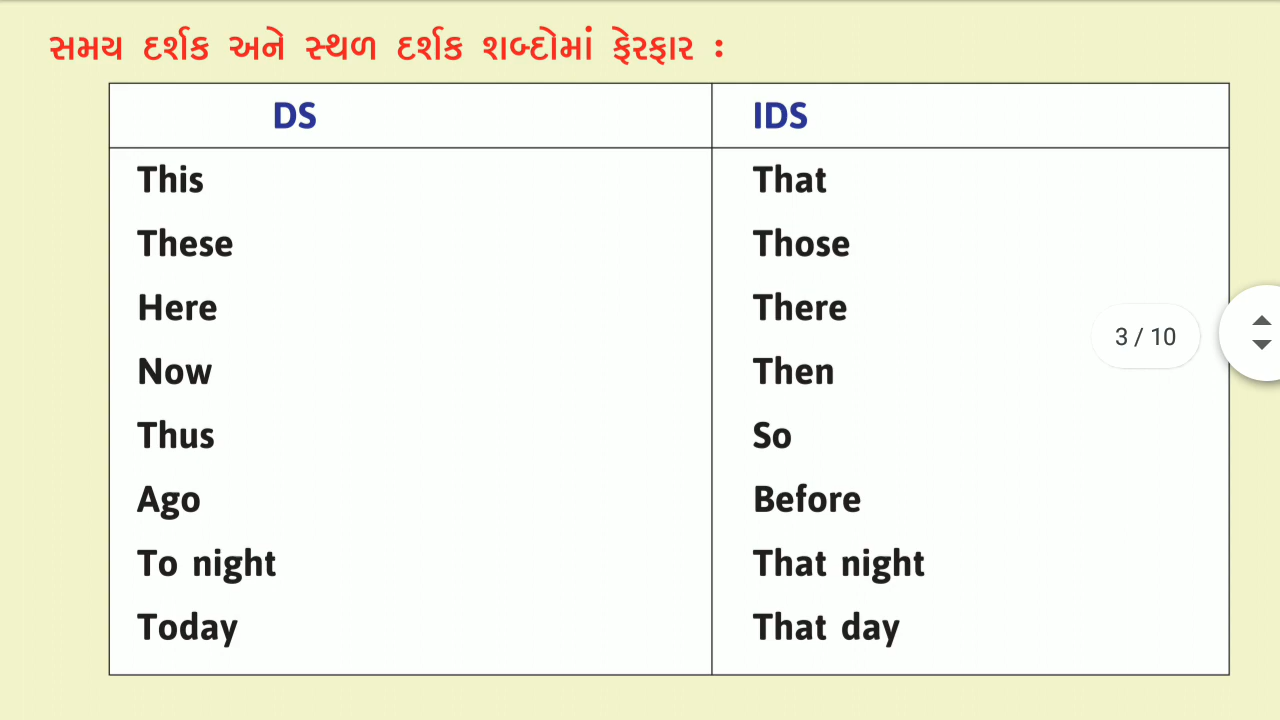 સમય દર્શક અને સ્થળ દર્શક શબ્દોમાં ફેરફાર :
DS IDS
This That
These Those
Here There
Now Then
Thus So
Ago Before
To night That night
Today That day
3 / 10